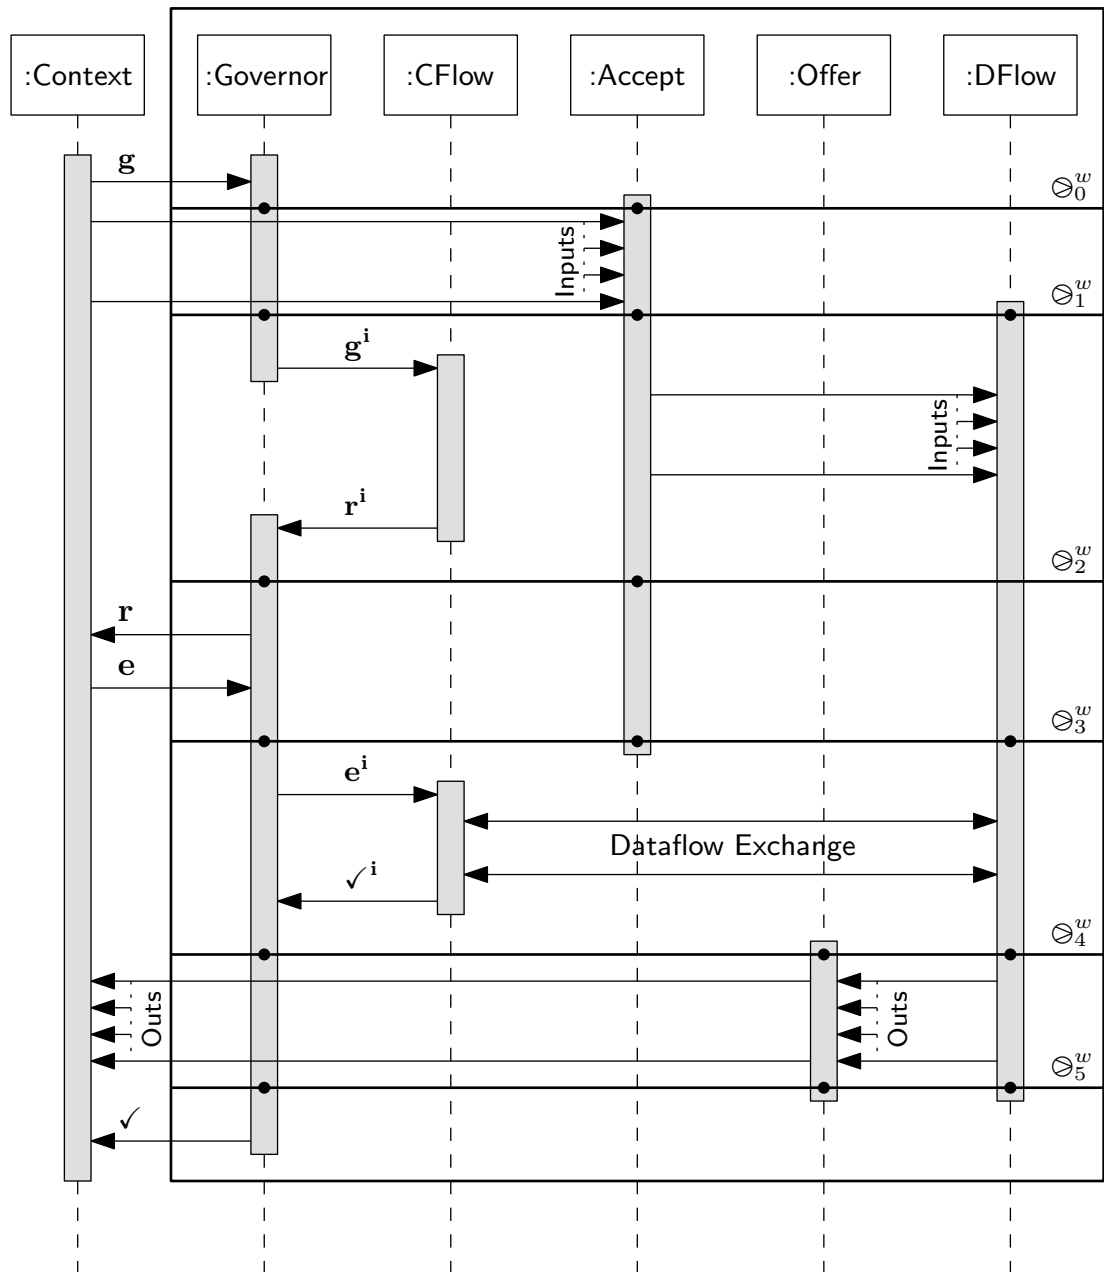 :Context :Governor :CFlow :Accept :Offer :DFlow
g
⧁₀ʷ
Inputs
⧁₁ʷ
gⁱ
Inputs
rⁱ
⧁₂ʷ
r
e
⧁₃ʷ
eⁱ
Dataflow Exchange
✓ⁱ
⧁₄ʷ
Outs Outs
⧁₅ʷ
✓